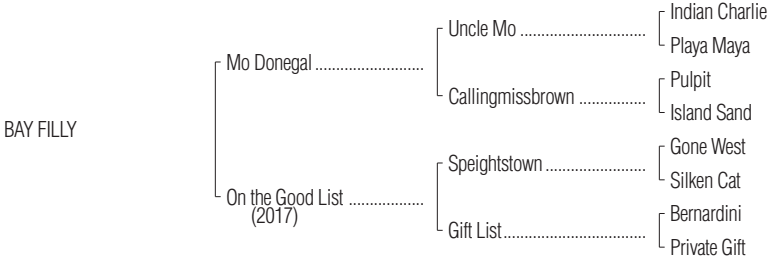 Indian Charlie
Uncle Mo ..............................
Playa Maya
Mo Donegal ..........................
Pulpit
Callingmissbrown ................
Island Sand
BAY FILLY
Gone West
Speightstown ........................
Silken Cat
On the Good List ..................
(2017)
Bernardini
Gift List..................................
Private Gift